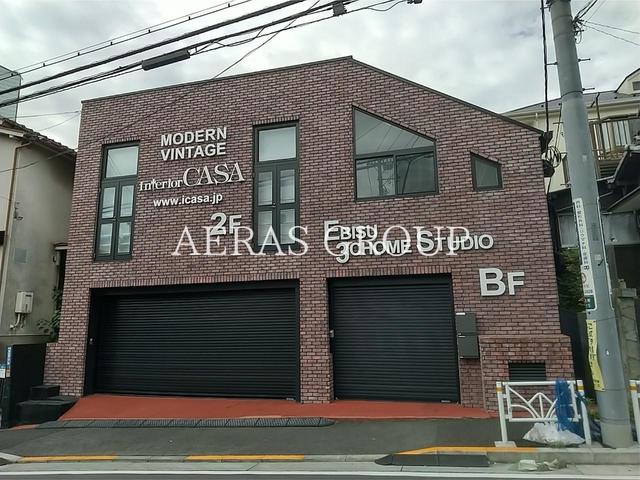 MODERN
VINTAGE
Interior CASA
www.icasa.jp
2F
EBISU
3CHOME STUDIO
BF
AERAS GROUP